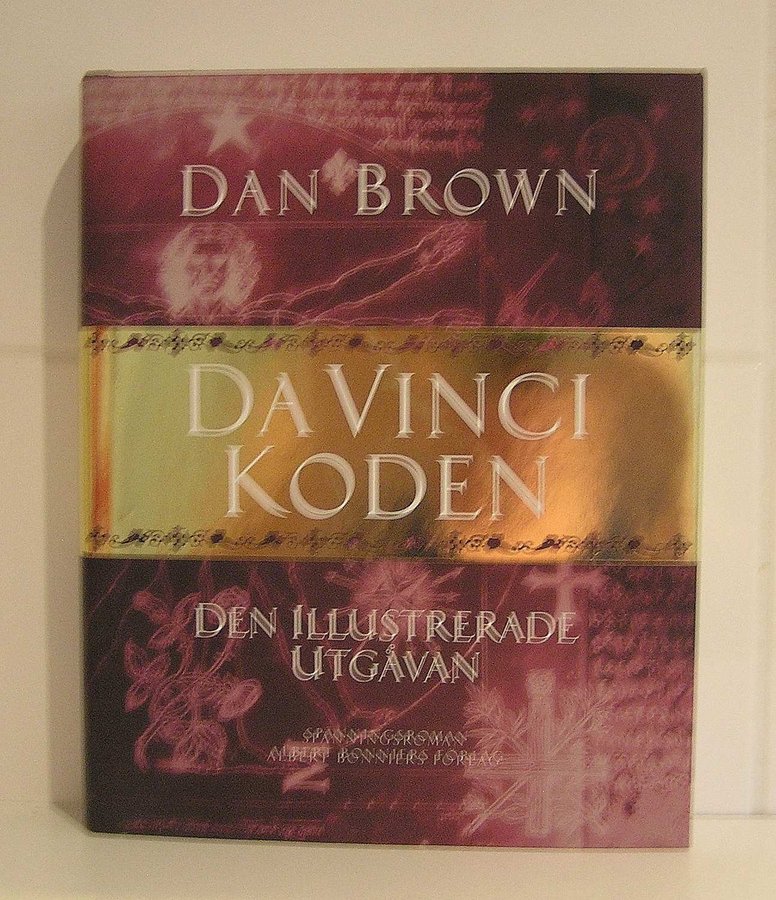 DAN BROWN
DA VINCI
KODEN
DEN ILLUSTRERADE
UTGÅVAN
SPÄNNINGSROMAN
ALBERT BONNIERS FÖRLAG